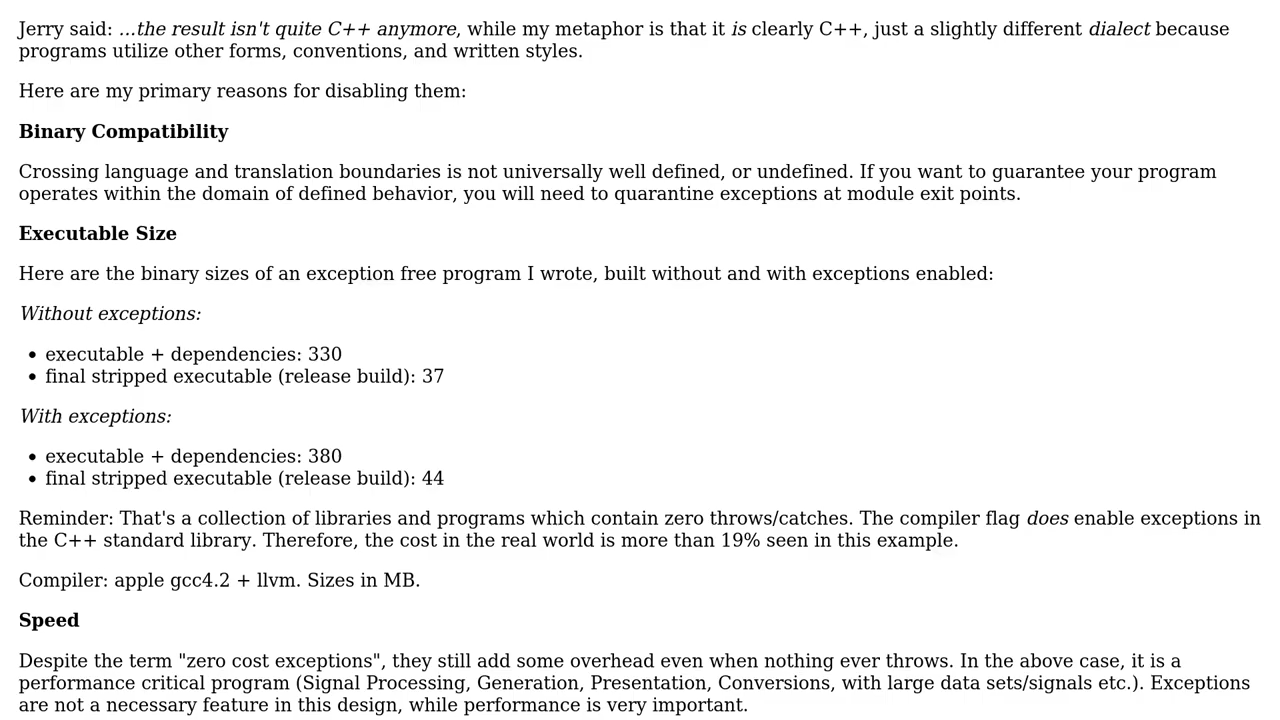 Jerry said: ...the result isn't quite C++ anymore, while my metaphor is that it is clearly C++, just a slightly different dialect because
programs utilize other forms, conventions, and written styles.
Here are my primary reasons for disabling them:
Binary Compatibility
Crossing language and translation boundaries is not universally well defined, or undefined. If you want to guarantee your program
operates within the domain of defined behavior, you will need to quarantine exceptions at module exit points.
Executable Size
Here are the binary sizes of an exception free program I wrote, built without and with exceptions enabled:
Without exceptions:
• executable + dependencies: 330
• final stripped executable (release build): 37
With exceptions:
• executable + dependencies: 380
• final stripped executable (release build): 44
Reminder: That's a collection of libraries and programs which contain zero throws/catches. The compiler flag does enable exceptions in
the C++ standard library. Therefore, the cost in the real world is more than 19% seen in this example.
Compiler: apple gcc4.2 + llvm. Sizes in MB.
Speed
Despite the term "zero cost exceptions", they still add some overhead even when nothing ever throws. In the above case, it is a
performance critical program (Signal Processing, Generation, Presentation, Conversions, with large data sets/signals etc.). Exceptions
are not a necessary feature in this design, while performance is very important.